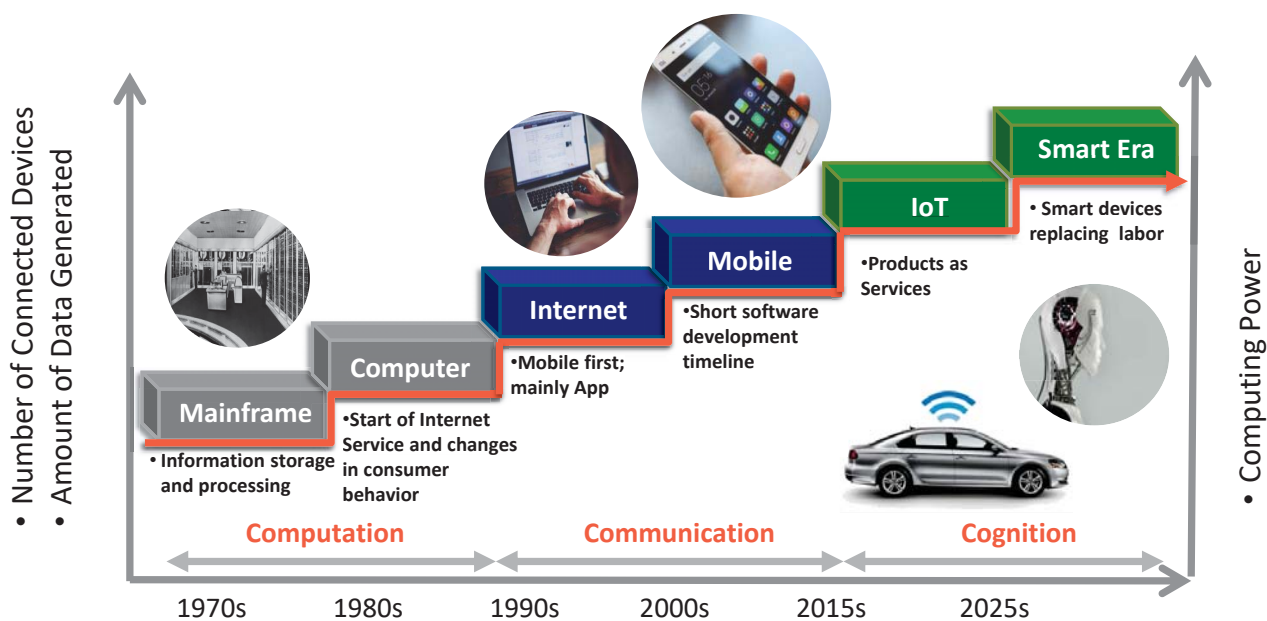 • Number of Connected Devices
• Amount of Data Generated
Mainframe
• Information storage
and processing
Computer
•Start of Internet
Service and changes
in consumer
behavior
Internet
•Mobile first;
mainly App
Mobile
•Short software
development
timeline
IoT
•Products as
Services
Smart Era
• Smart devices
replacing labor
• Computing Power
05:16
Computation
Communication
Cognition
1970s
1980s
1990s
2000s
2015s
2025s